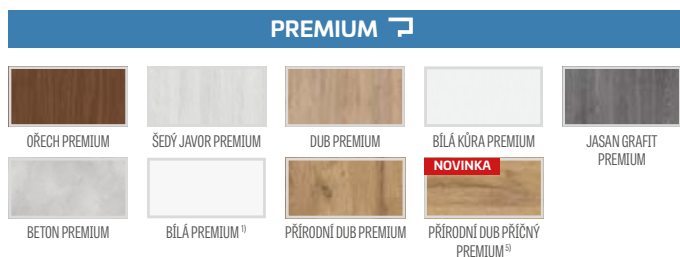 PREMIUM
OŘECH PREMIUM
ŠEDÝ JAVOR PREMIUM
DUB PREMIUM
BÍLÁ KŮRA PREMIUM
JASAN GRAFIT
PREMIUM
BETON PREMIUM
BÍLÁ PREMIUM 1)
PŘÍRODNÍ DUB PREMIUM
NOVINKA
PŘÍRODNÍ DUB PŘÍČNÝ
PREMIUM 5)